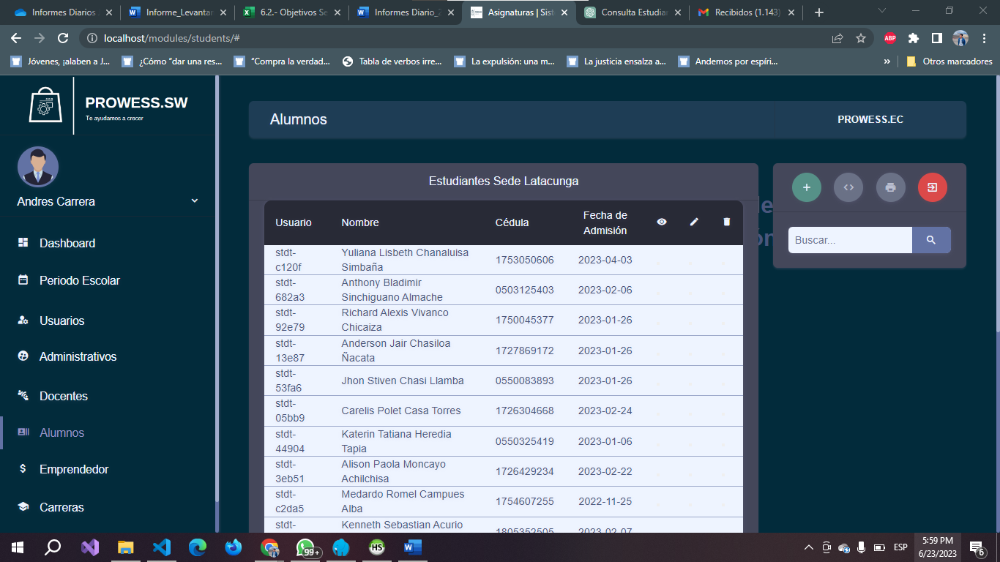 Informes Diarios
Informe_Levantar
6.2.- Objetivos Se
Informes Diario_2
Asignaturas | Sist
Consulta Estudiar
Recibidos (1.143)
localhost/modules/students/#
ABP
Jóvenes, ¡alaben a J...
¿Cómo “dar una res...
“Compra la verdad...
Tabla de verbos irre...
La expulsión: una m...
La justicia ensalza a...
Andemos por espíri...
»
Otros marcadores
PROWESS.SW
Te ayudamos a crecer
Andres Carrera
Dashboard
Periodo Escolar
Usuarios
Administrativos
Docentes
Alumnos
Emprendedor
Carreras
Alumnos
PROWESS.EC
Estudiantes Sede Latacunga
Usuario Nombre Cédula Fecha de
Admisión
stdt-
c120f
Yuliana Lisbeth Chanaluisa
Simbaña
1753050606 2023-04-03
stdt-
682a3
Anthony Bladimir
Sinchiguano Almache
0503125403 2023-02-06
stdt-
92e79
Richard Alexis Vivanco
Chicaiza
1750045377 2023-01-26
stdt-
13e87
Anderson Jair Chasiloa
Ñacata
1727869172 2023-01-26
stdt-
53fa6
Jhon Stiven Chasi Llamba
0550083893 2023-01-26
stdt-
05bb9
Carelis Polet Casa Torres
1726304668 2023-02-24
stdt-
44904
Katerin Tatiana Heredia
Tapia
0550325419 2023-01-06
stdt-
3eb51
Alison Paola Moncayo
Achilchisa
1726429234 2023-02-22
stdt-
c2da5
Medardo Romel Campues
Alba
1754607255 2022-11-25
stdt-
Kenneth Sebastian Acurio
1805352505 2023-02-07
Buscar...
99+
HS
ESP
5:59 PM
6/23/2023
6